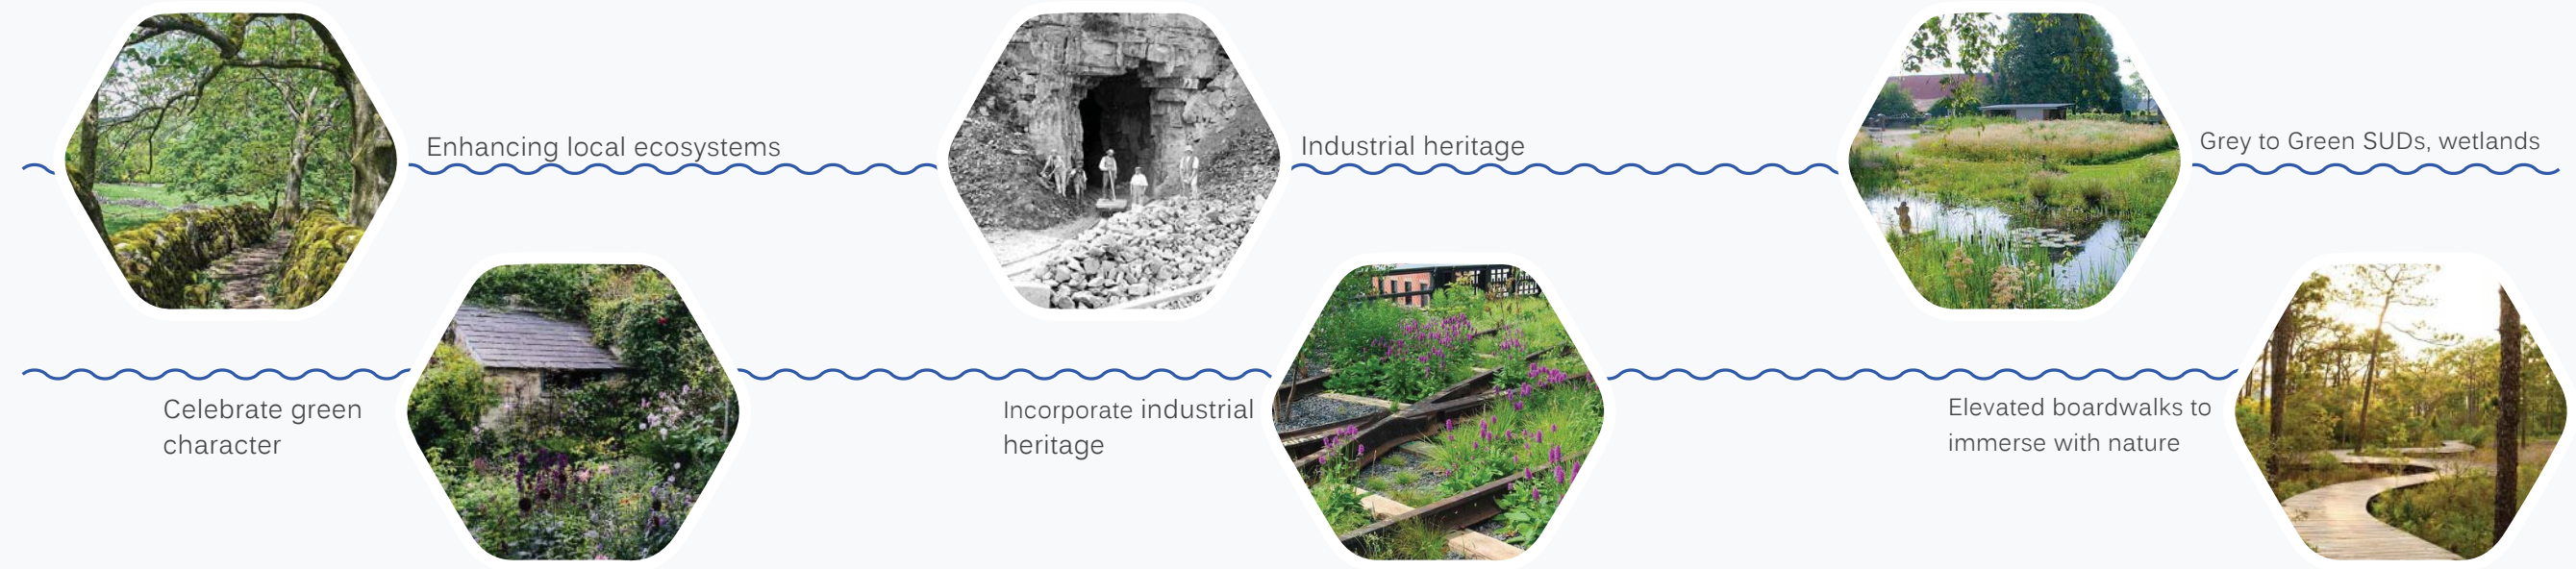 Enhancing local ecosystems
Industrial heritage
Grey to Green SUDs, wetlands
Celebrate green
character
Incorporate industrial
heritage
Elevated boardwalks to
immerse with nature